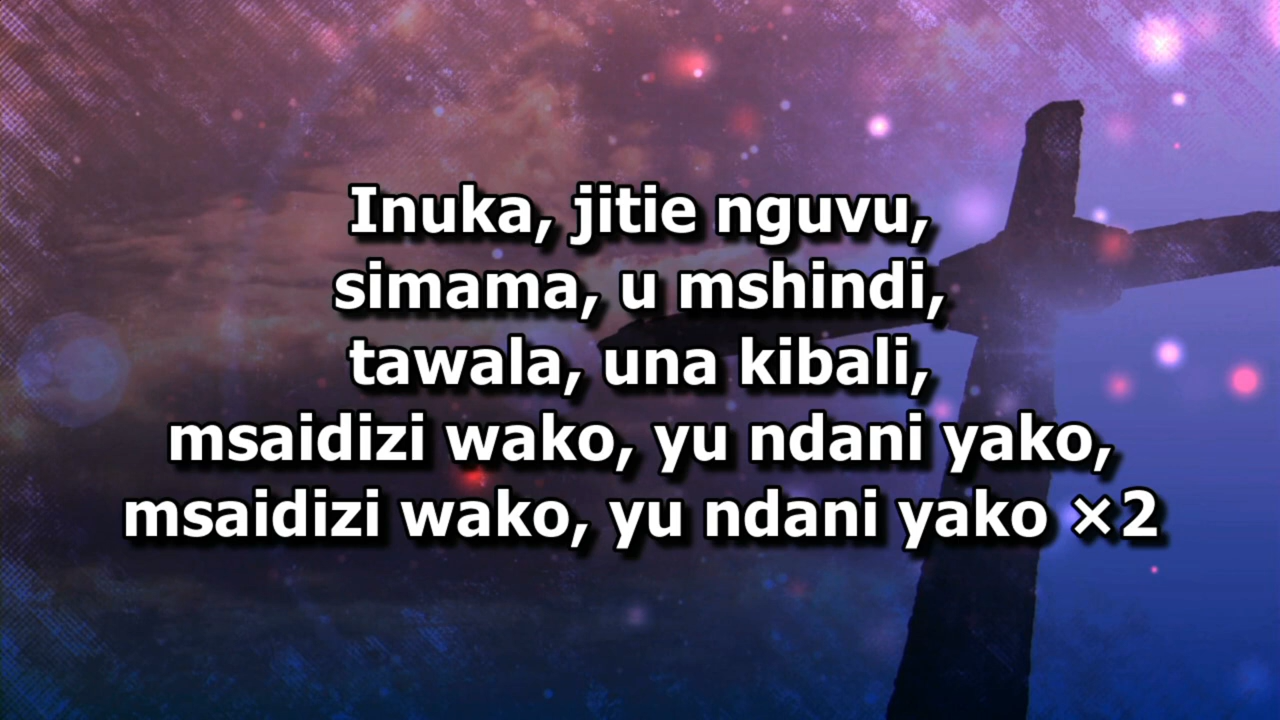 Inuka, jitie nguvu,
simama, u mshindi,
tawala, una kibali,
msaidizi wako, yu ndani yako,
msaidizi wako, yu ndani yako ×2